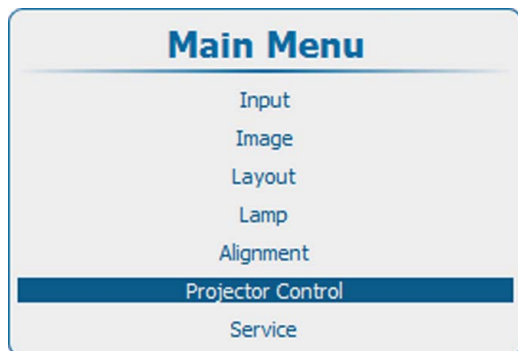 Main Menu
Input
Image
Layout
Lamp
Alignment
Projector Control
Service